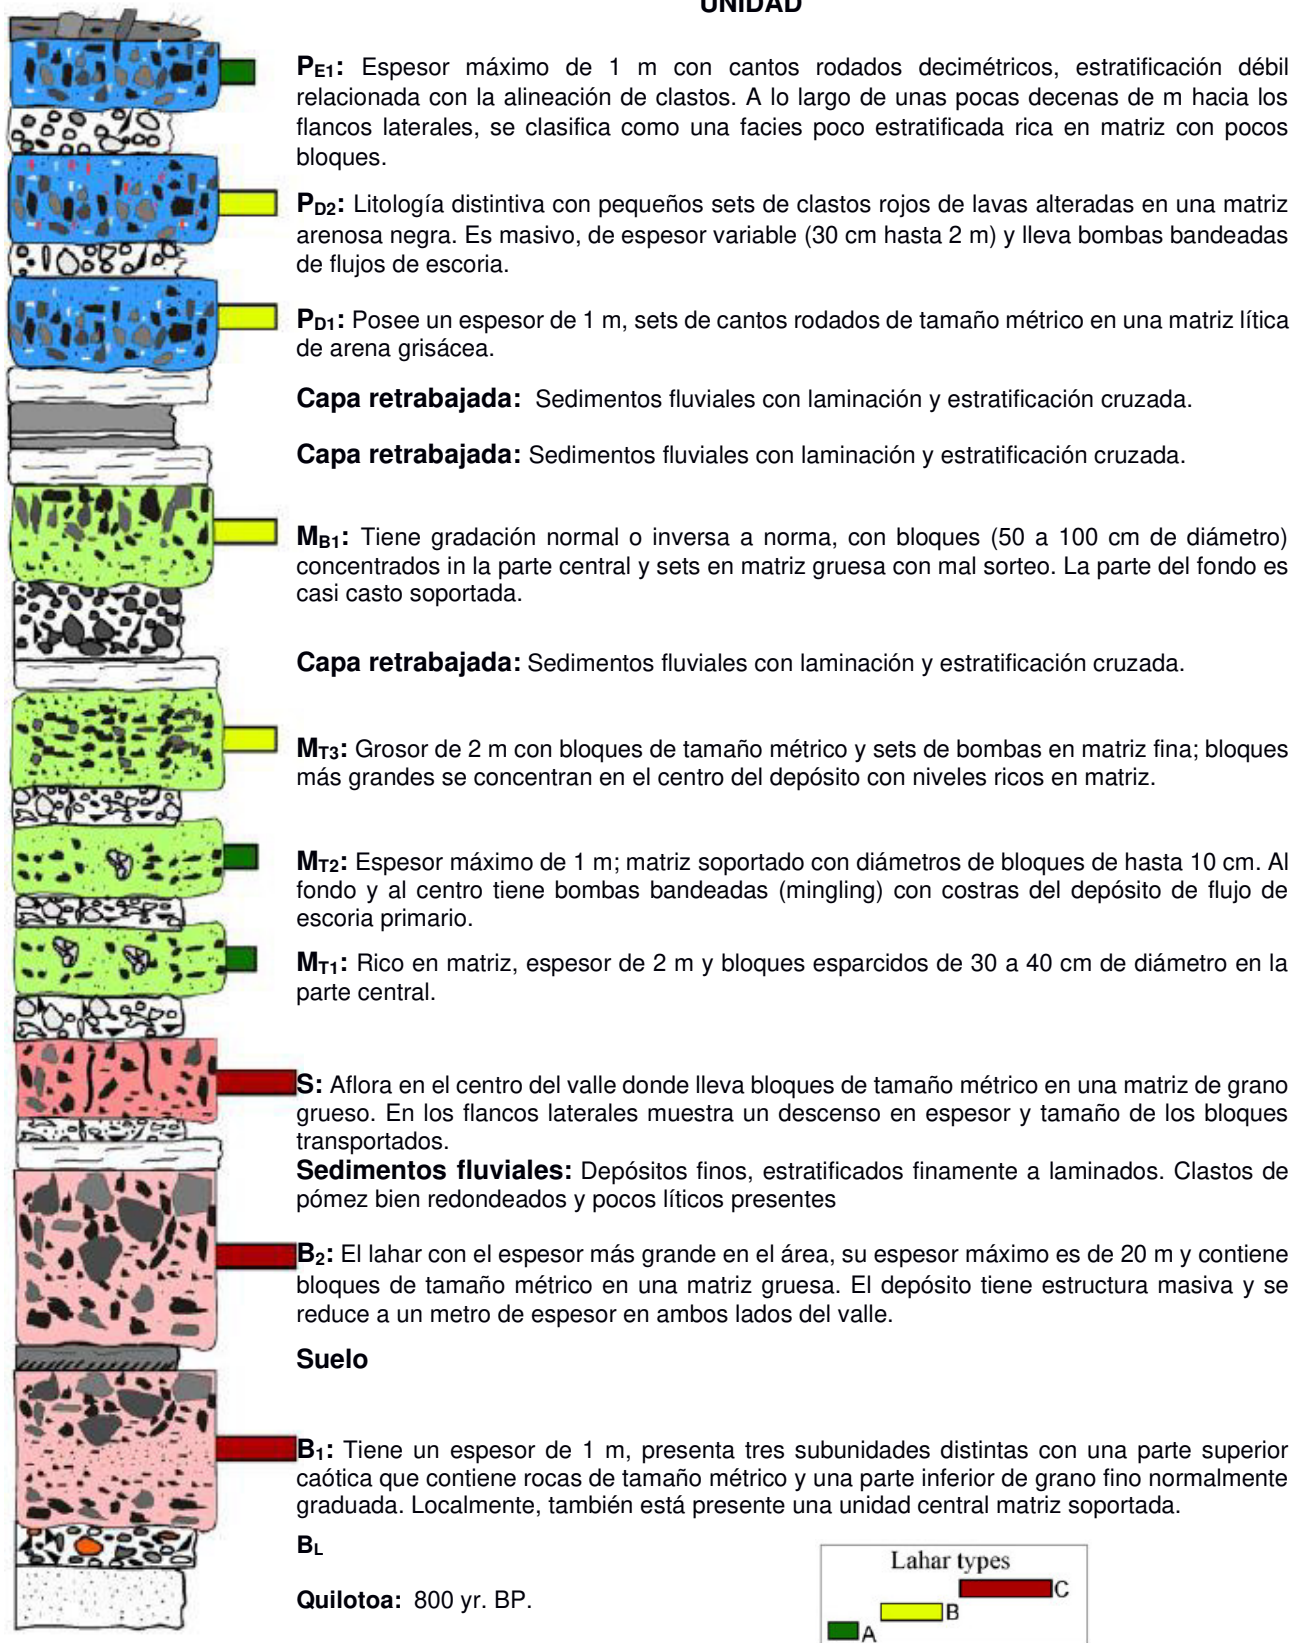 UNIDAD
P_E1: Espesor máximo de 1 m con cantos rodados decimétricos, estratificación débil
relacionada con la alineación de clastos. A lo largo de unas pocas decenas de m hacia los
flancos laterales, se clasifica como una facies poco estratificada rica en matriz con pocos
bloques.
P_D2: Litología distintiva con pequeños sets de clastos rojos de lavas alteradas en una matriz
arenosa negra. Es masivo, de espesor variable (30 cm hasta 2 m) y lleva bombas bandeadas
de flujos de escoria.
P_D1: Posee un espesor de 1 m, sets de cantos rodados de tamaño métrico en una matriz lítica
de arena grisácea.
Capa retrabajada: Sedimentos fluviales con laminación y estratificación cruzada.
Capa retrabajada: Sedimentos fluviales con laminación y estratificación cruzada.
M_B1: Tiene gradación normal o inversa a norma, con bloques (50 a 100 cm de diámetro)
concentrados in la parte central y sets en matriz gruesa con mal sorteo. La parte del fondo es
casi casto soportada.
Capa retrabajada: Sedimentos fluviales con laminación y estratificación cruzada.
M_T3: Grosor de 2 m con bloques de tamaño métrico y sets de bombas en matriz fina; bloques
más grandes se concentran en el centro del depósito con niveles ricos en matriz.
M_T2: Espesor máximo de 1 m; matriz soportado con diámetros de bloques de hasta 10 cm. Al
fondo y al centro tiene bombas bandeadas (mingling) con costras del depósito de flujo de
escoria primario.
M_T1: Rico en matriz, espesor de 2 m y bloques esparcidos de 30 a 40 cm de diámetro en la
parte central.
S: Aflora en el centro del valle donde lleva bloques de tamaño métrico en una matriz de grano
grueso. En los flancos laterales muestra un descenso en espesor y tamaño de los bloques
transportados.
Sedimentos fluviales: Depósitos finos, estratificados finamente a laminados. Clastos de
pómez bien redondeados y pocos líticos presentes
B_2: El lahar con el espesor más grande en el área, su espesor máximo es de 20 m y contiene
bloques de tamaño métrico en una matriz gruesa. El depósito tiene estructura masiva y se
reduce a un metro de espesor en ambos lados del valle.
Suelo
B_1: Tiene un espesor de 1 m, presenta tres subunidades distintas con una parte superior
caótica que contiene rocas de tamaño métrico y una parte inferior de grano fino normalmente
graduada. Localmente, también está presente una unidad central matriz soportada.
B_L
Quilotoa: 800 yr. BP.
Lahar types
C
B
A